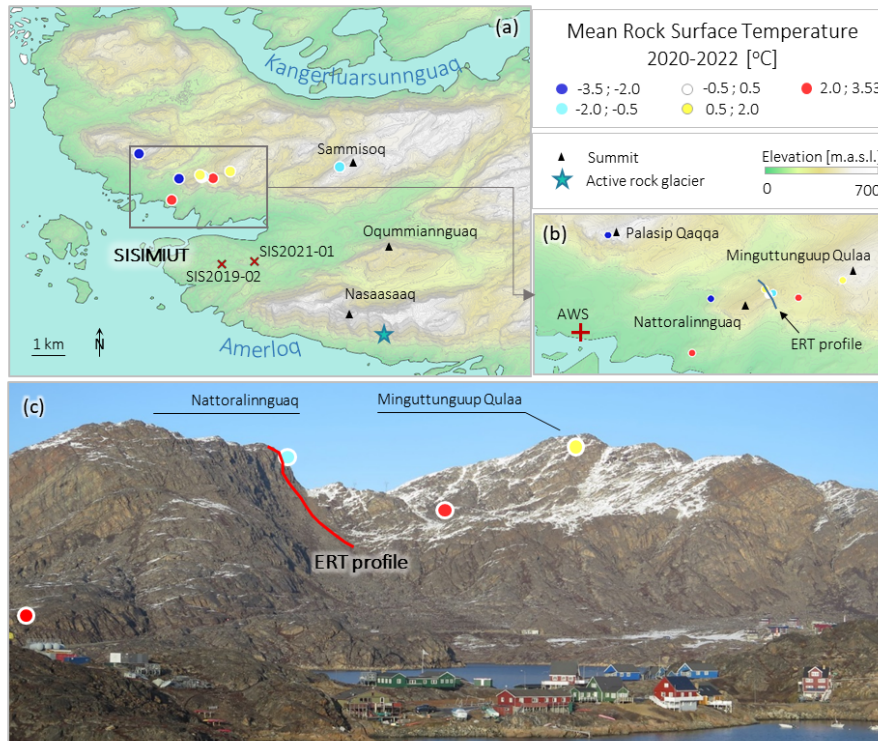 (a)
Kangerluarsunnguaq
Sammisoq
Oqummiannguaq
SISIMIUT
SIS2021-01
SIS2019-02
Nasaasaaq
1 km
N
Amerloq
Mean Rock Surface Temperature
2020-2022 [°C]
-3.5 ; -2.0
-0.5 ; 0.5
2.0 ; 3.53
-2.0 ; -0.5
0.5 ; 2.0
Summit
Active rock glacier
Elevation [m.a.s.l.]
0
700
(b)
Palasip Qaqqa
Minguttunguup Qulaa
AWS
Nattoralinnguaq
ERT profile
(c)
Nattoralinnguaq
Minguttunguup Qulaa
ERT profile